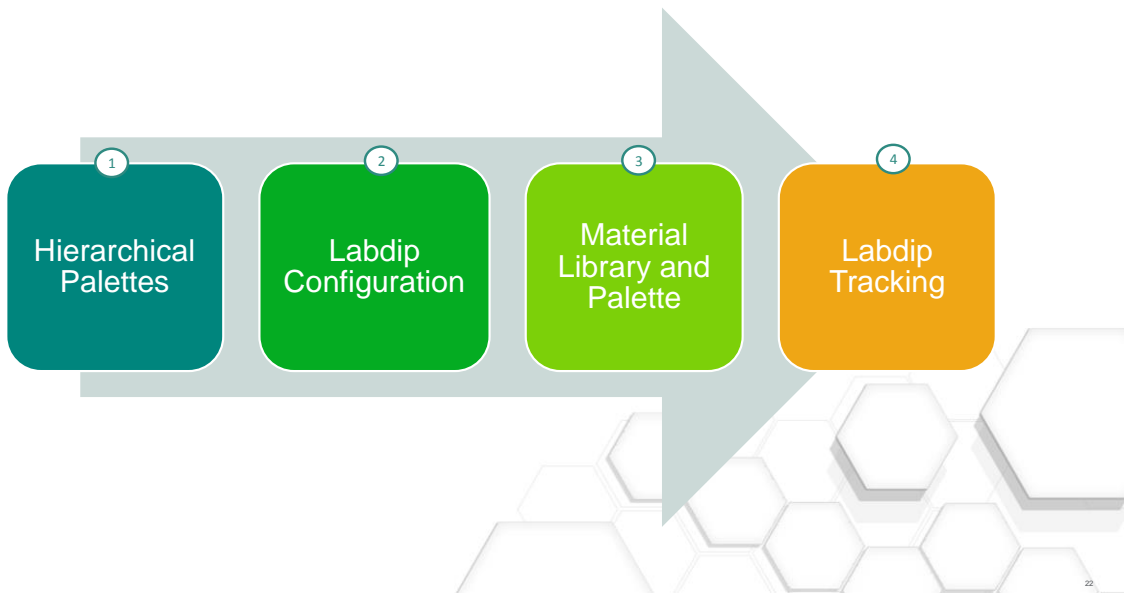 1
Hierarchical
Palettes
2
Labdip
Configuration
3
Material
Library and
Palette
4
Labdip
Tracking
22